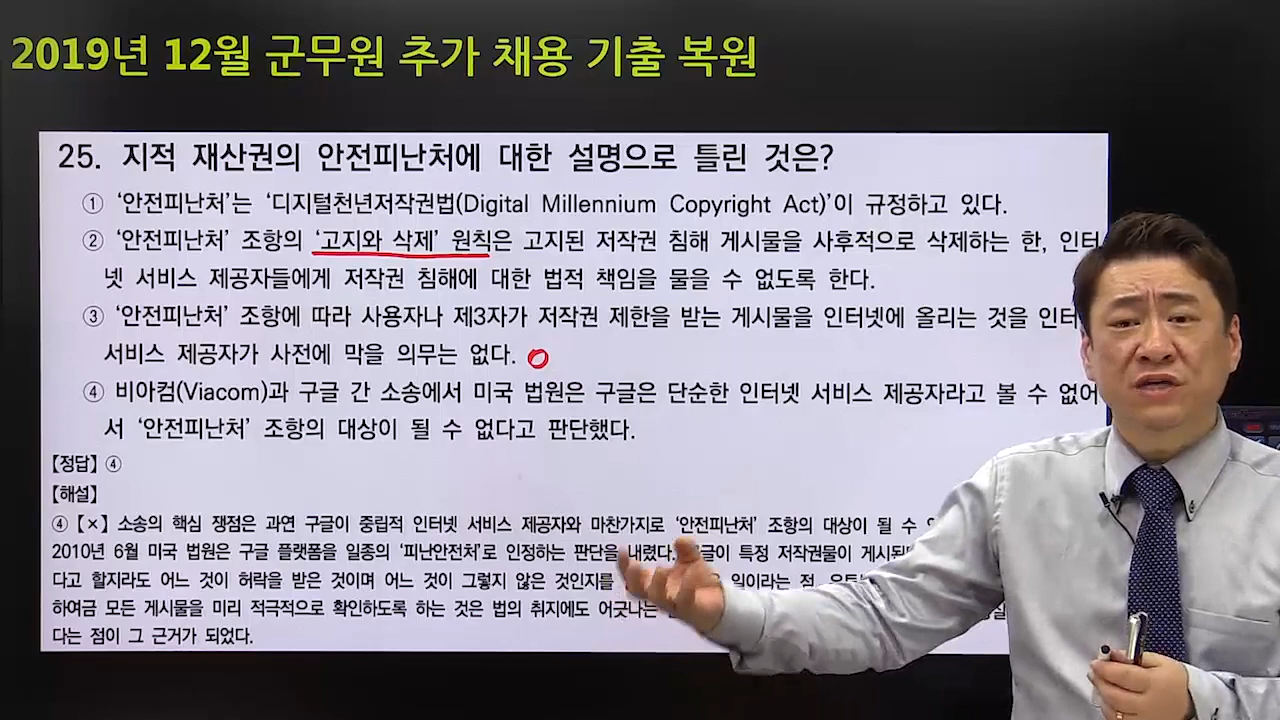 2019년 12월 군무원 추가 채용 기출 복원
25. 지적 재산권의 안전피난처에 대한 설명으로 틀린 것은?
① ‘안전피난처’는 ‘디지털천년저작권법(Digital Millennium Copyright Act)’이 규정하고 있다.
② ‘안전피난처’ 조항의 ‘고지와 삭제’ 원칙은 고지된 저작권 침해 게시물을 사후적으로 삭제하는 한, 인터
넷 서비스 제공자들에게 저작권 침해에 대한 법적 책임을 물을 수 없도록 한다.
③ ‘안전피난처’ 조항에 따라 사용자나 제3자가 저작권 제한을 받는 게시물을 인터넷에 올리는 것을 인터
서비스 제공자가 사전에 막을 의무는 없다.
④ 비아컴(Viacom)과 구글 간 소송에서 미국 법원은 구글은 단순한 인터넷 서비스 제공자라고 볼 수 없어
서 ‘안전피난처’ 조항의 대상이 될 수 없다고 판단했다.
【정답】 ④
【해설】
④【×】소송의 핵심 쟁점은 과연 구글이 중립적 인터넷 서비스 제공자와 마찬가지로 ‘안전피난처’ 조항의 대상이 될 수
2010년 6월 미국 법원은 구글 플랫폼을 일종의 ‘피난안전처’로 인정하는 판단을 내렸다. 특정 저작권물이
다고 할지라도 어느 것이 허락을 받은 것이며 어느 것이 그렇지 않은 것인지를 일이라는 점,
하여금 모든 게시물을 미리 적극적으로 확인하도록 하는 것은 법의 취지에도 어긋나는
다는 점이 그 근거가 되었다.